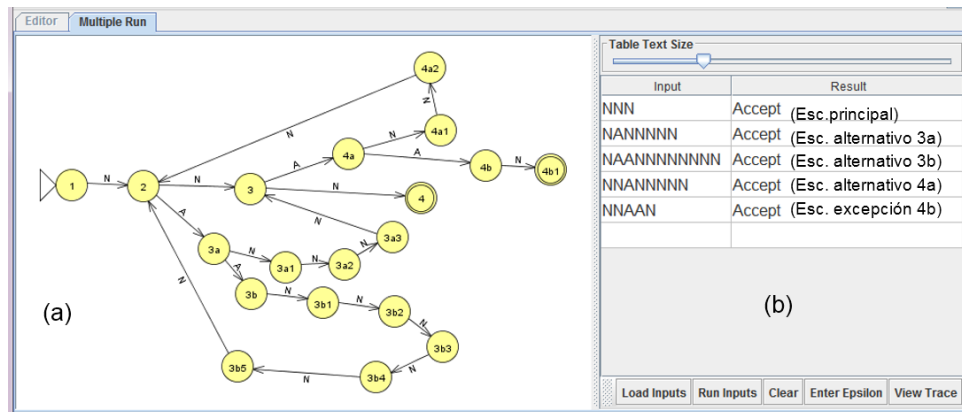 Editor Multiple Run
4a2
N
N
4a1
N
4a
A
A
4b
N
4b1
1
N
2
N
3
N
4
A
N
3a3
3a
N
3a1
N
3a2
N
A
3b
N
3b1
N
3b2
N
3b3
N
3b4
N
3b5
N
(a)
Table Text Size
Input Result
NNN Accept (Esc.principal)
NANNNNN Accept (Esc. alternativo 3a)
NAANNNNNNNN Accept (Esc. alternativo 3b)
NNANNNNN Accept (Esc. alternativo 4a)
NNAAN Accept (Esc. excepción 4b)
(b)
Load Inputs Run Inputs Clear Enter Epsilon View Trace